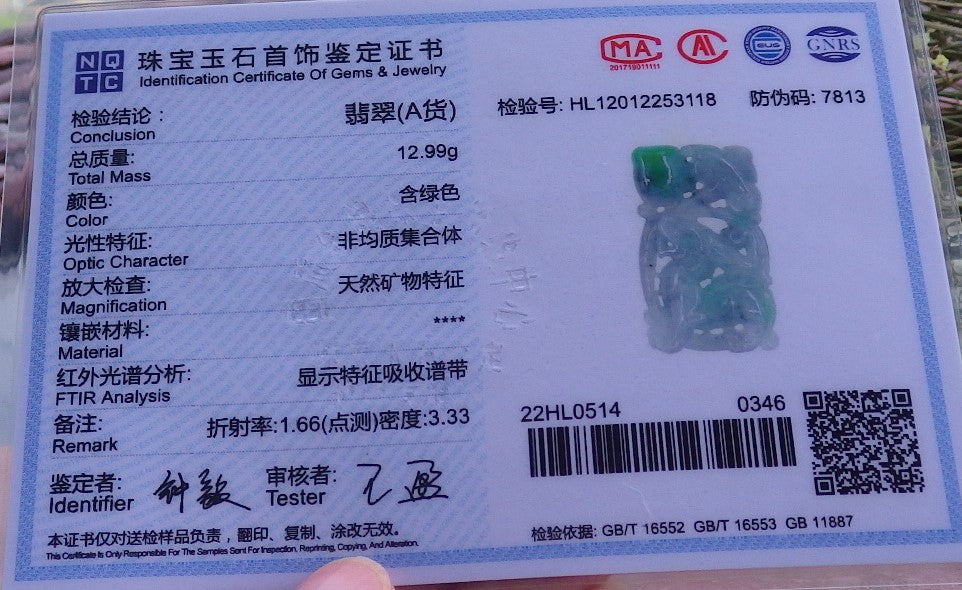 NQ
TC
珠宝玉石首饰鉴定证书
Identification Certificate Of Gems & Jewelry
检验结论：
Conclusion
翡翠(A货)
总质量:
Total Mass
12.99g
颜色:
Color
含绿色
光性特征:
Optic Character
非均质集合体
放大检查:
Magnification
天然矿物特征
镶嵌材料:
Material
****
红外光谱分析:
FTIR Analysis
显示特征吸收谱带
备注:
Remark
折射率:1.66(点测)密度:3.33
鉴定者:
Identifier
审核者:
Tester
本证书仅对送检样品负责，翻印、复制、涂改无效。
This Certificate Is Only Responsible For The Samples Sent For Inspection, Reprinting, Copying, And Alteration.
MA
201719011111
GNRS
检验号: HL12012253118
防伪码: 7813
22HL0514
0346
检验依据: GB/T 16552 GB/T 16553 GB 11887